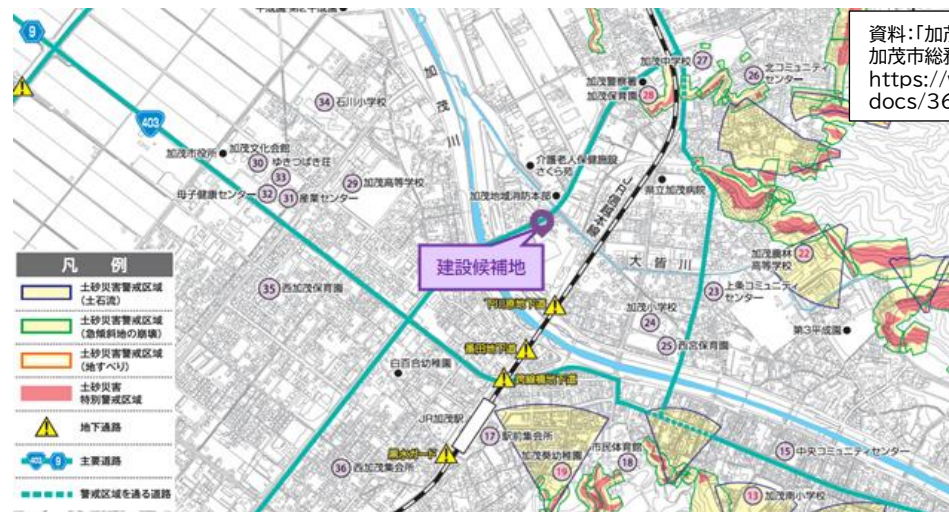 9
403
加茂川
34 石川小学校
加茂市役所
加茂文化会館
30 ゆきつばき荘
33
母子健康センター 32
31 産業センター
29 加茂高等学校
35 西加茂保育園
加茂中学校 27
加茂警察署
加茂保育園 28
26 北コミュニティ
センター
介護老人保健施設
さくら苑
加茂地域消防本部
JR信越本線
県立加茂病院
建設候補地
大皆川
加茂農林 22
高等学校
23 上条コミュニティ
センター
加茂小学校
24
25 西宮保育園
第3平成園
下川原地下道
白百合幼稚園
JR加茂駅
17 駅前集会所
加茂葵幼稚園
19
市民体育館
18
15 中央コミュニティセンター
13 加茂南小学校
36 西加茂集会所
資料:「加茂
加茂市総務
docs/36
凡 例
土砂災害警戒区域
(土石流)
土砂災害警戒区域
(急傾斜地の崩壊)
土砂災害警戒区域
(地すべり)
土砂災害
特別警戒区域
地下通路
403 9 主要道路
警戒区域を通る道路